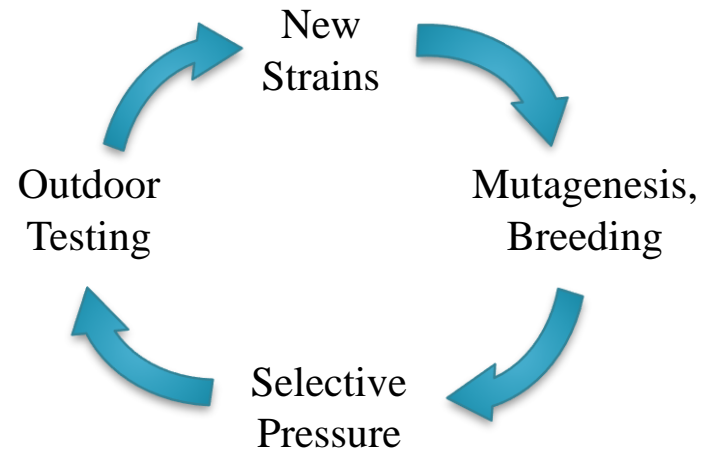 New
Strains
Mutagenesis,
Breeding
Selective
Pressure
Outdoor
Testing